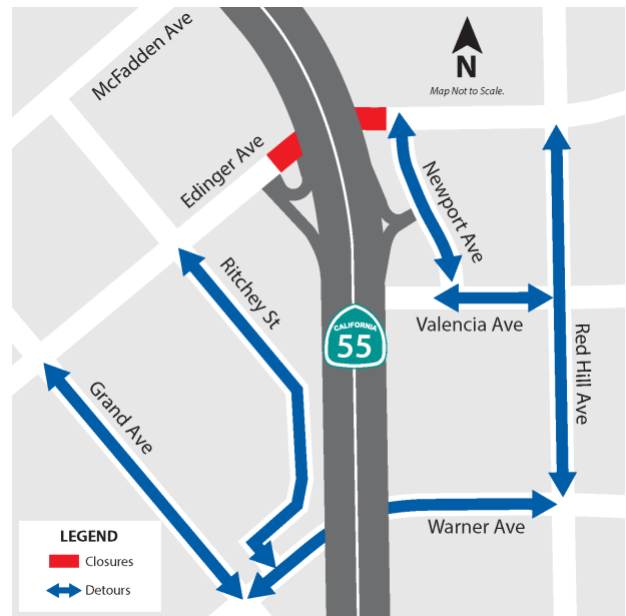 McFadden Ave
N
Map Not to Scale.
Edinger Ave
Newport Ave
Ritchey St
CALIFORNIA
55
Valencia Ave
Red Hill Ave
Grand Ave
Warner Ave
LEGEND
Closures
Detours